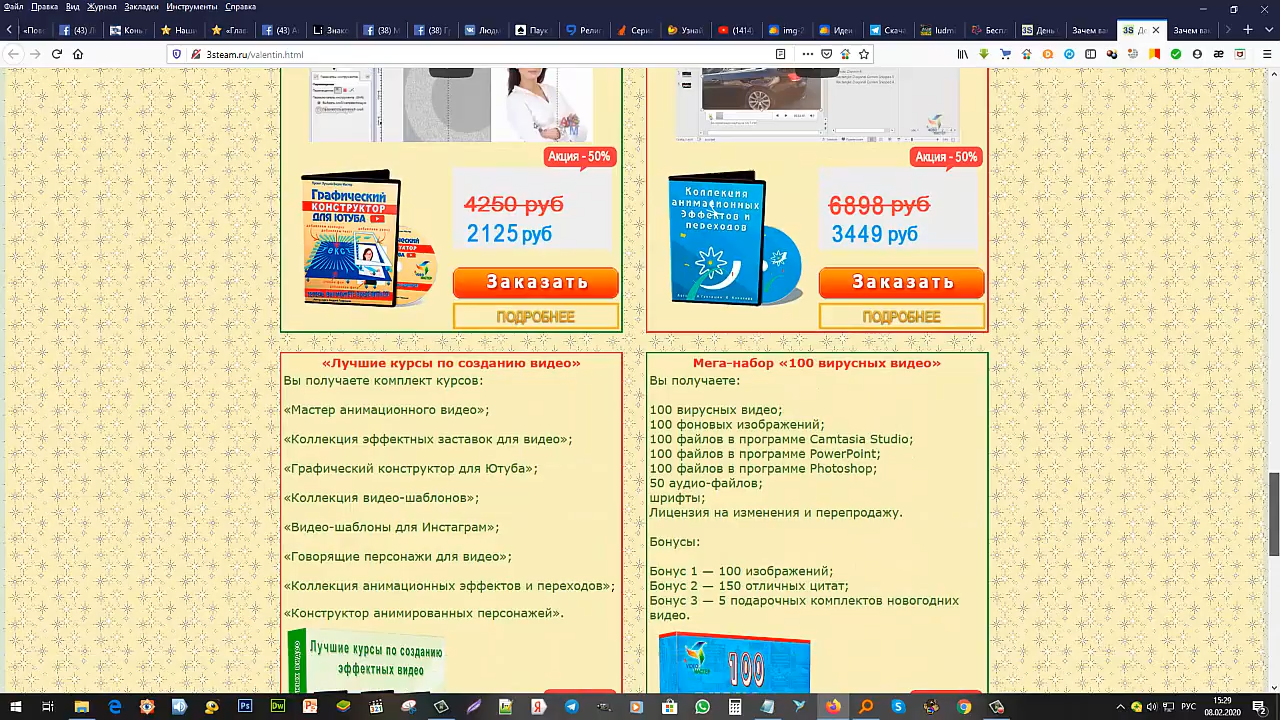 Файл Правка Вид Журнал Закладки Инструменты Справка
3steam.ru/valentin.html
Акция - 50%
Акция - 50%
Графический
КОНСТРУКТОР
ДЛЯ ЮТУБА
ТЕКСТ
4250 руб
2125 руб
Заказать
ПОДРОБНЕЕ
Коллекция
анимационных
эффектов и
переходов
6898 руб
3449 руб
Заказать
ПОДРОБНЕЕ
«Лучшие курсы по созданию видео»
Вы получаете комплект курсов:
«Мастер анимационного видео»;
«Коллекция эффектных заставок для видео»;
«Графический конструктор для Ютуба»;
«Коллекция видео-шаблонов»;
«Видео-шаблоны для Инстаграм»;
«Говорящие персонажи для видео»;
«Коллекция анимационных эффектов и переходов»;
«Конструктор анимированных персонажей».
Лучшие курсы по созданию
эффектных видео
Мега-набор «100 вирусных видео»
Вы получаете:
100 вирусных видео;
100 фоновых изображений;
100 файлов в программе Camtasia Studio;
100 файлов в программе PowerPoint;
100 файлов в программе Photoshop;
50 аудио-файлов;
шрифты;
Лицензия на изменения и перепродажу.
Бонусы:
Бонус 1 — 100 изображений;
Бонус 2 — 150 отличных цитат;
Бонус 3 — 5 подарочных комплектов новогодних
видео.
100
15:29
08.02.2020